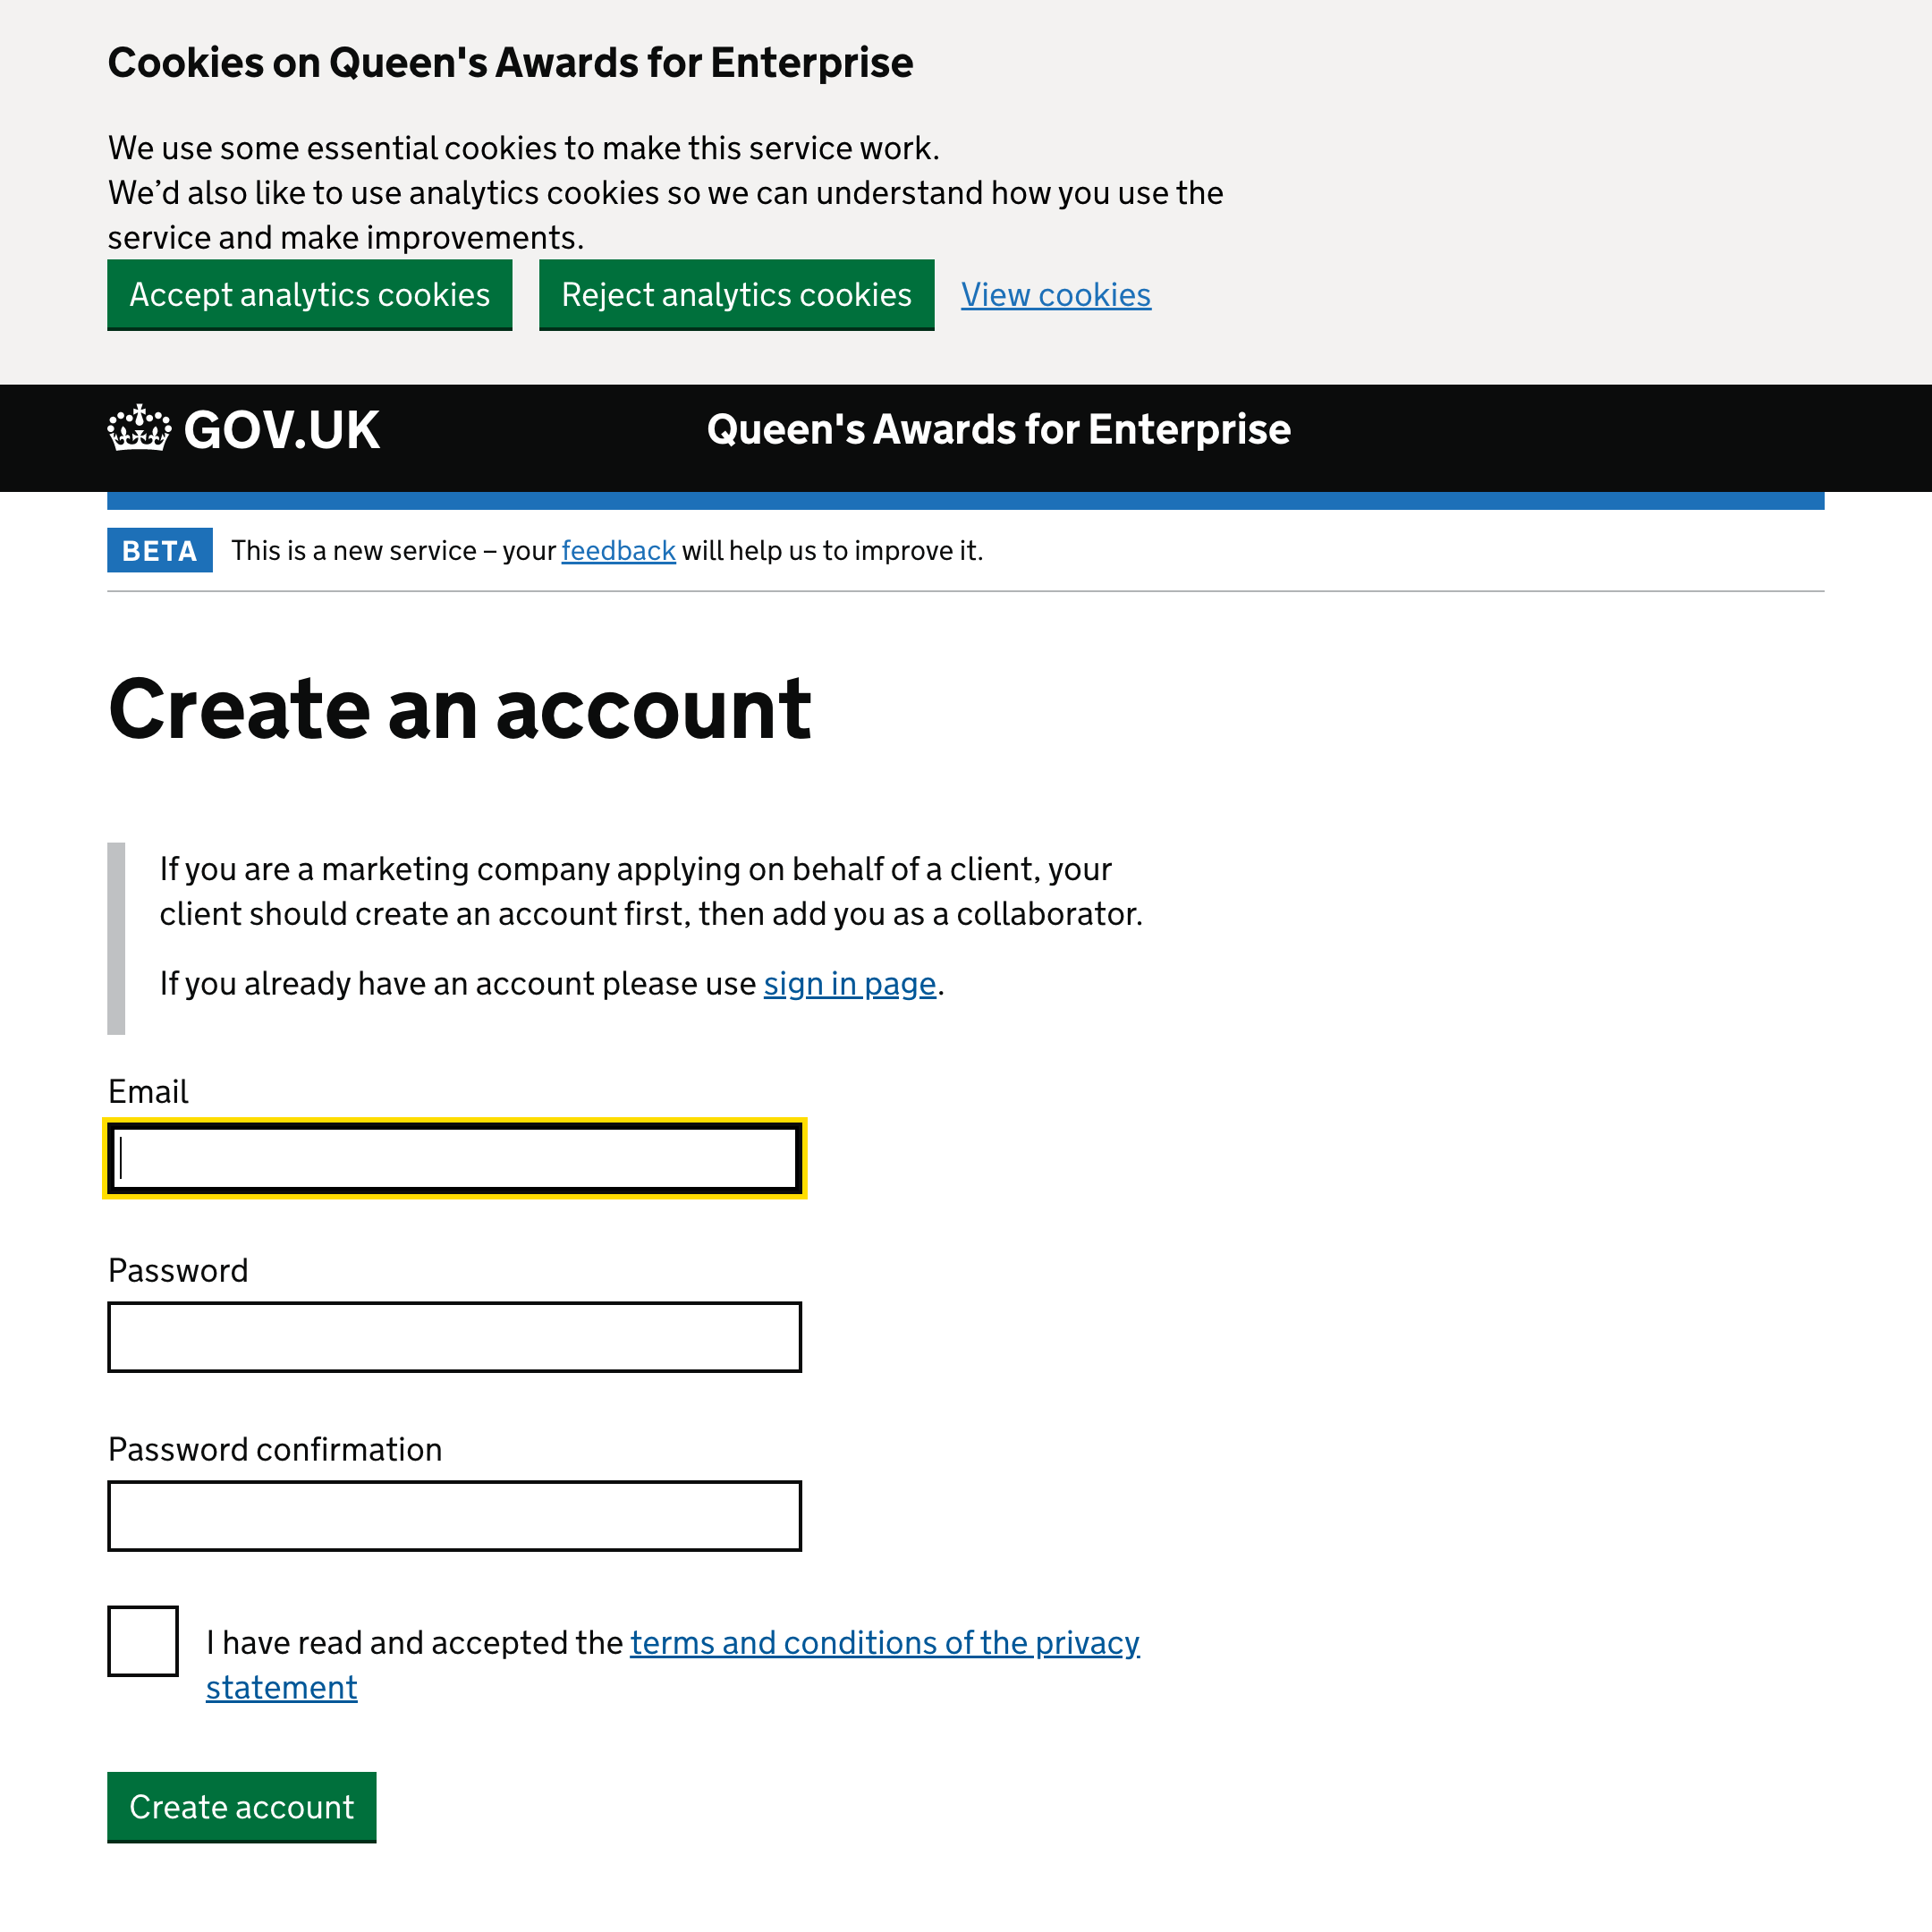 Cookies on Queen's Awards for Enterprise
We use some essential cookies to make this service work.
We’d also like to use analytics cookies so we can understand how you use the
service and make improvements.
Accept analytics cookies Reject analytics cookies View cookies
GOV.UK Queen's Awards for Enterprise
BETA This is a new service – your feedback will help us to improve it.
Create an account
If you are a marketing company applying on behalf of a client, your
client should create an account first, then add you as a collaborator.
If you already have an account please use sign in page.
Email
Password
Password confirmation
I have read and accepted the terms and conditions of the privacy
statement
Create account